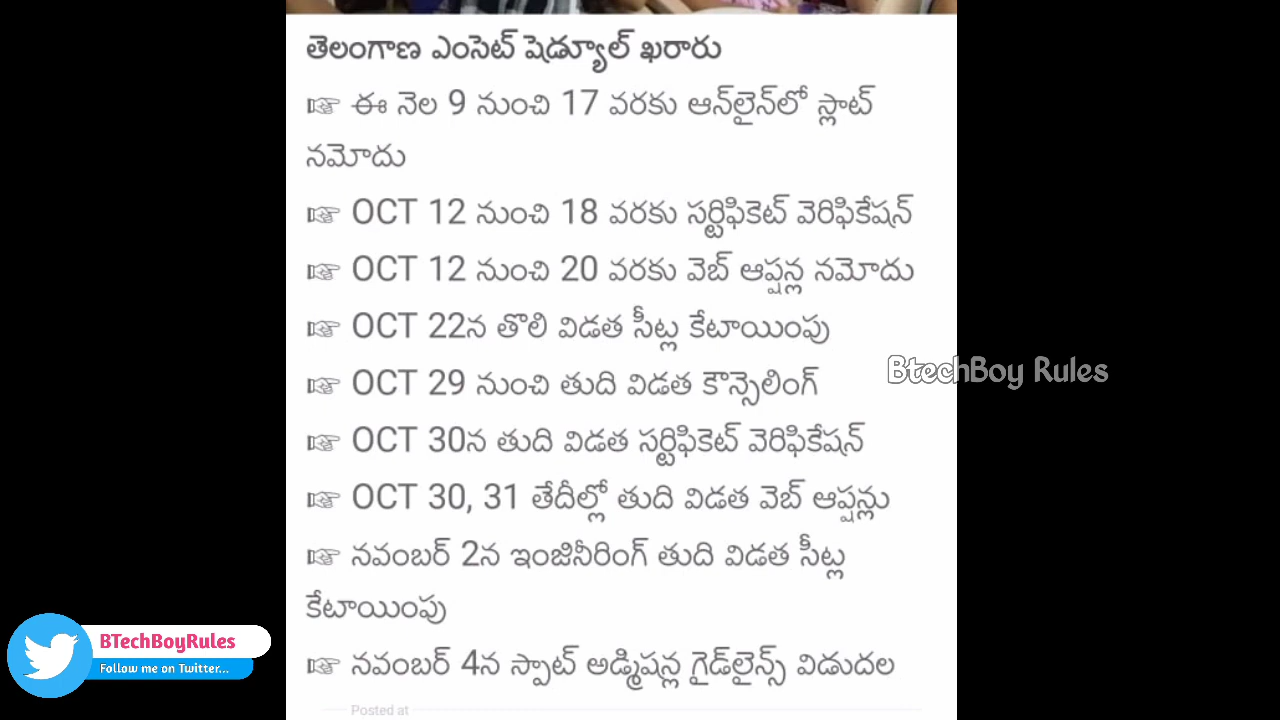 తెలంగాణ ఎంసెట్ షెడ్యూల్ ఖరారు
☞ ఈ నెల 9 నుంచి 17 వరకు ఆన్‌లైన్‌లో స్లాట్
నమోదు
☞ OCT 12 నుంచి 18 వరకు సర్టిఫికెట్ వెరిఫికేషన్
☞ OCT 12 నుంచి 20 వరకు వెబ్ ఆప్షన్ల నమోదు
☞ OCT 22న తొలి విడత సీట్ల కేటాయింపు
☞ OCT 29 నుంచి తుది విడత కౌన్సెలింగ్
BtechBoy Rules
☞ OCT 30న తుది విడత సర్టిఫికెట్ వెరిఫికేషన్
☞ OCT 30, 31 తేదీల్లో తుది విడత వెబ్ ఆప్షన్లు
☞ నవంబర్ 2న ఇంజినీరింగ్ తుది విడత సీట్ల
కేటాయింపు
☞ నవంబర్ 4న స్పాట్ అడ్మిషన్ల గైడ్‌లైన్స్ విడుదల
Posted at
BTechBoyRules
Follow me on Twitter...